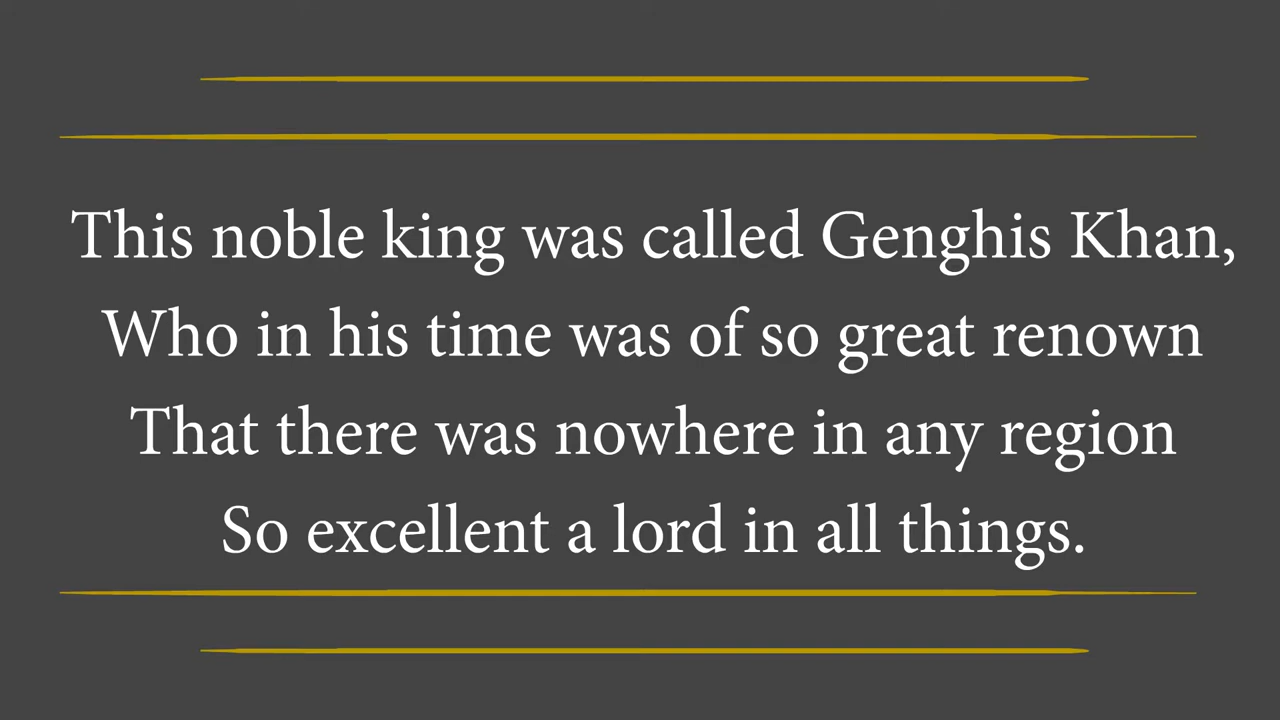 This noble king was called Genghis Khan,
Who in his time was of so great renown
That there was nowhere in any region
So excellent a lord in all things.